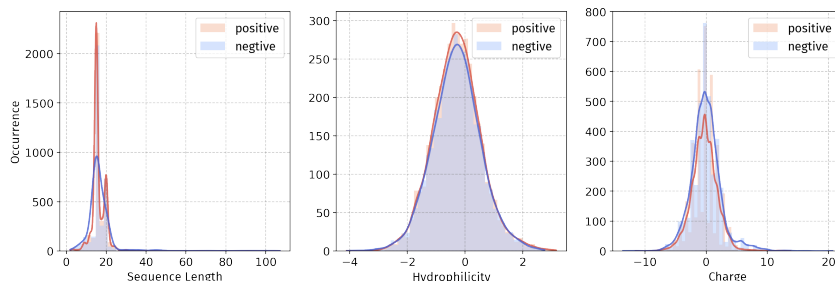 positive
negtive
2000
1500
1000
500
0
Occurrence
0 20 40 60 80 100
Sequence Length
positive
negtive
300
250
200
150
100
50
0
−4 −2 0 2
Hydrophilicity
positive
negtive
800
700
600
500
400
300
200
100
0
−10 0 10 20
Charge